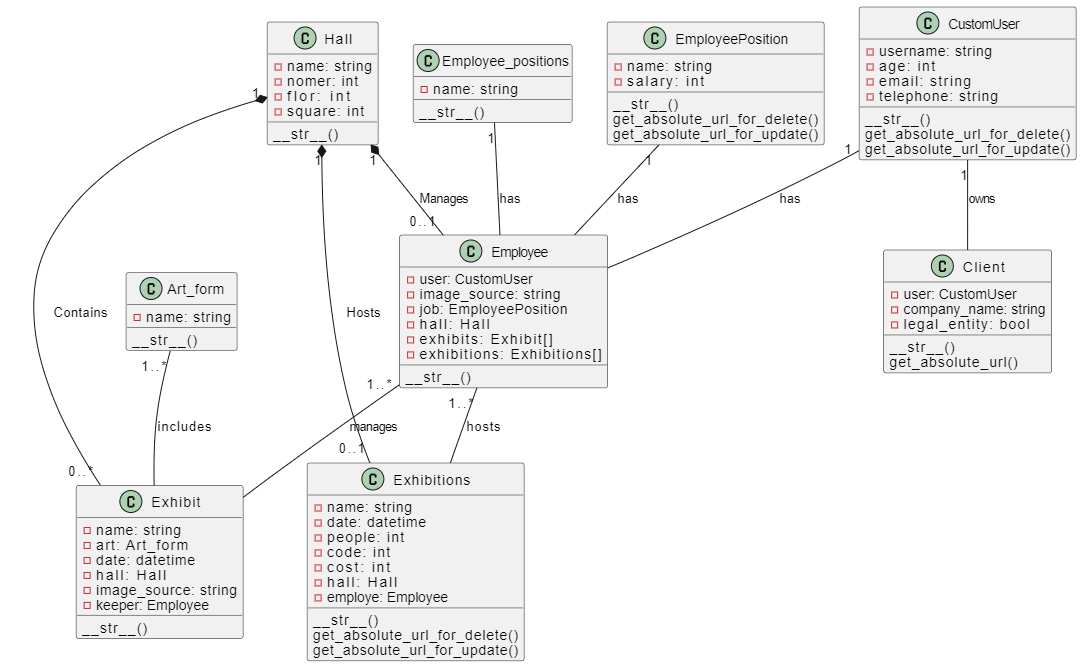 C Hall
name: string
nomer: int
flor: int
square: int
__str__()
C Employee_positions
name: string
__str__()
C EmployeePosition
name: string
salary: int
__str__()
get_absolute_url_for_delete()
get_absolute_url_for_update()
C CustomUser
username: string
age: int
email: string
telephone: string
__str__()
get_absolute_url_for_delete()
get_absolute_url_for_update()
1
1
1
1
1
1
1
Manages
has
has
has
owns
0..1
C Employee
user: CustomUser
image_source: string
job: EmployeePosition
hall: Hall
exhibits: Exhibit[]
exhibitions: Exhibitions[]
__str__()
C Client
user: CustomUser
company_name: string
legal_entity: bool
__str__()
get_absolute_url()
C Art_form
name: string
__str__()
Contains
Hosts
1..*
1..*
1..*
includes
manages
hosts
0..1
0..*
C Exhibit
name: string
art: Art_form
date: datetime
hall: Hall
image_source: string
keeper: Employee
__str__()
C Exhibitions
name: string
date: datetime
people: int
code: int
cost: int
hall: Hall
employe: Employee
__str__()
get_absolute_url_for_delete()
get_absolute_url_for_update()